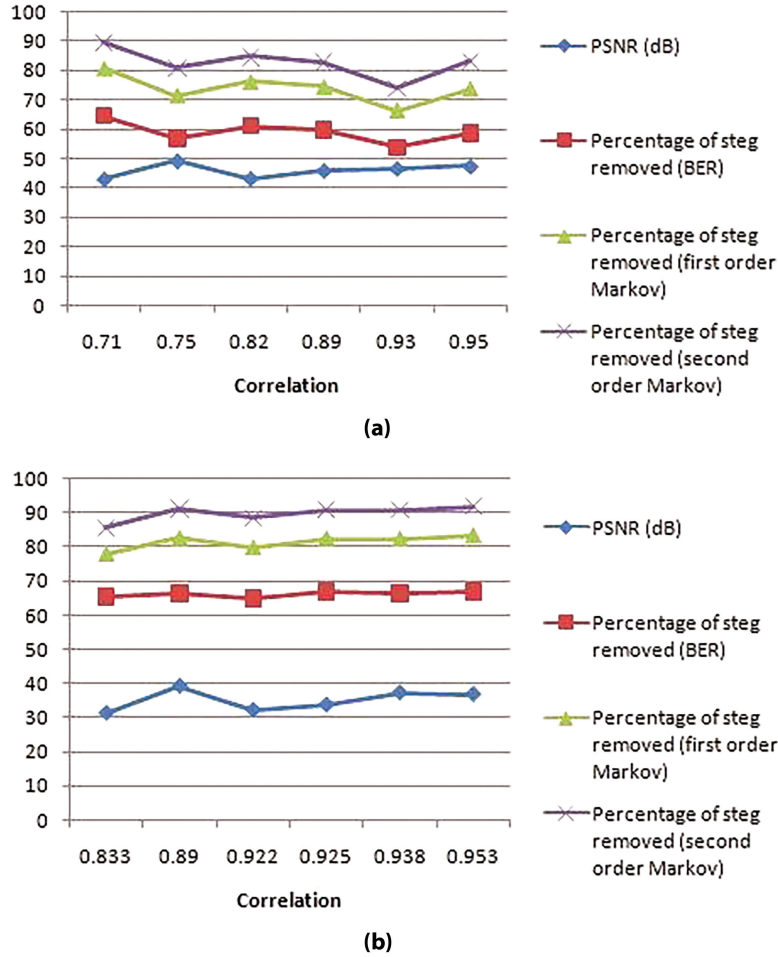 100
90
80
70
60
50
40
30
20
10
0
0.71 0.75 0.82 0.89 0.93 0.95
Correlation
PSNR (dB)
Percentage of steg
removed (BER)
Percentage of steg
removed (first order
Markov)
Percentage of steg
removed (second
order Markov)
(a)
100
90
80
70
60
50
40
30
20
10
0
0.833 0.89 0.922 0.925 0.938 0.953
Correlation
PSNR (dB)
Percentage of steg
removed (BER)
Percentage of steg
removed (first order
Markov)
Percentage of steg
removed (second
order Markov)
(b)